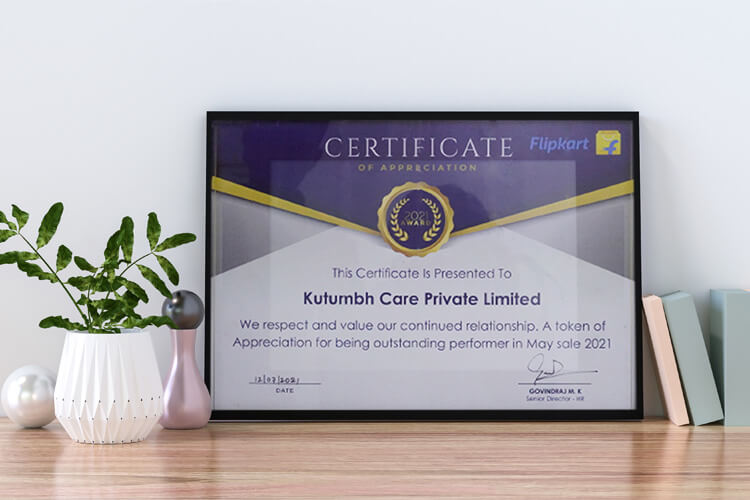 CERTIFICATE
OF APPRECIATION
Flipkart
2021
AWARD
This Certificate Is Presented To
Kutumbh Care Private Limited
We respect and value our continued relationship. A token of
Appreciation for being outstanding performer in May sale 2021
12/07/2021
DATE
GOVINDRAJ M. K
Senior Director - HR